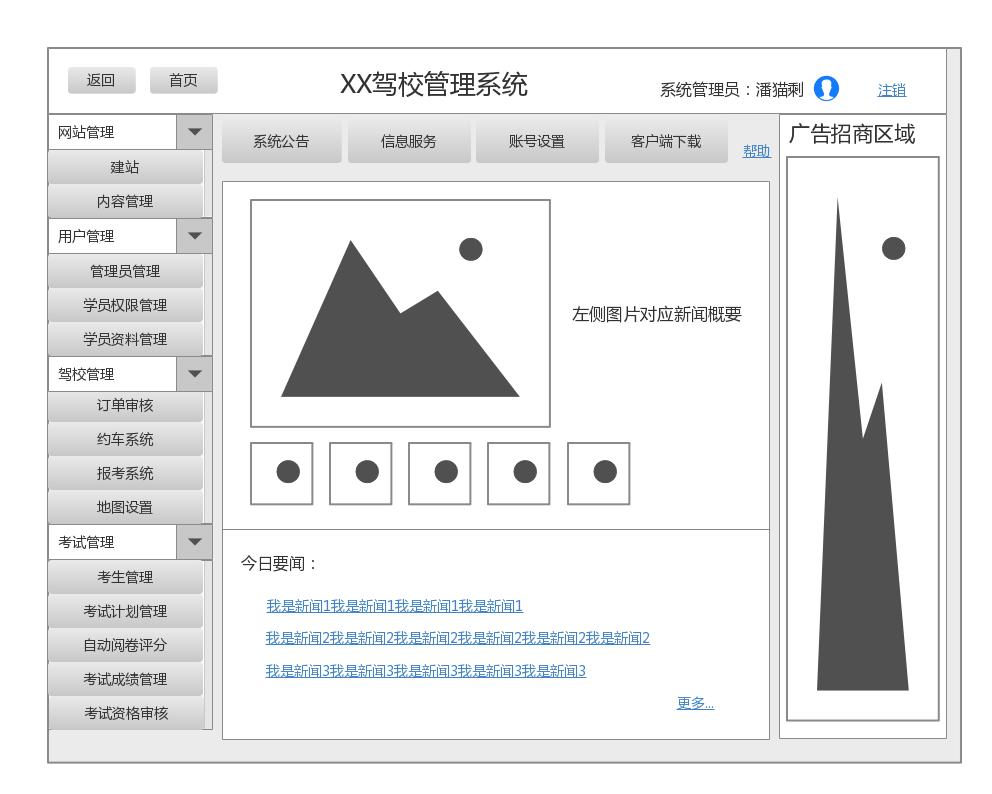 返回
首页
XX驾校管理系统
系统管理员：潘猫剩
注销
网站管理
建站
内容管理
用户管理
管理员管理
学员权限管理
学员资料管理
驾校管理
订单审核
约车系统
报考系统
地图设置
考试管理
考生管理
考试计划管理
自动阅卷评分
考试成绩管理
考试资格审核
系统公告
信息服务
账号设置
客户端下载
帮助
左侧图片对应新闻概要
今日要闻：
我是新闻1我是新闻1我是新闻1我是新闻1
我是新闻2我是新闻2我是新闻2我是新闻2我是新闻2我是新闻2
我是新闻3我是新闻3我是新闻3我是新闻3我是新闻3
更多...
广告招商区域